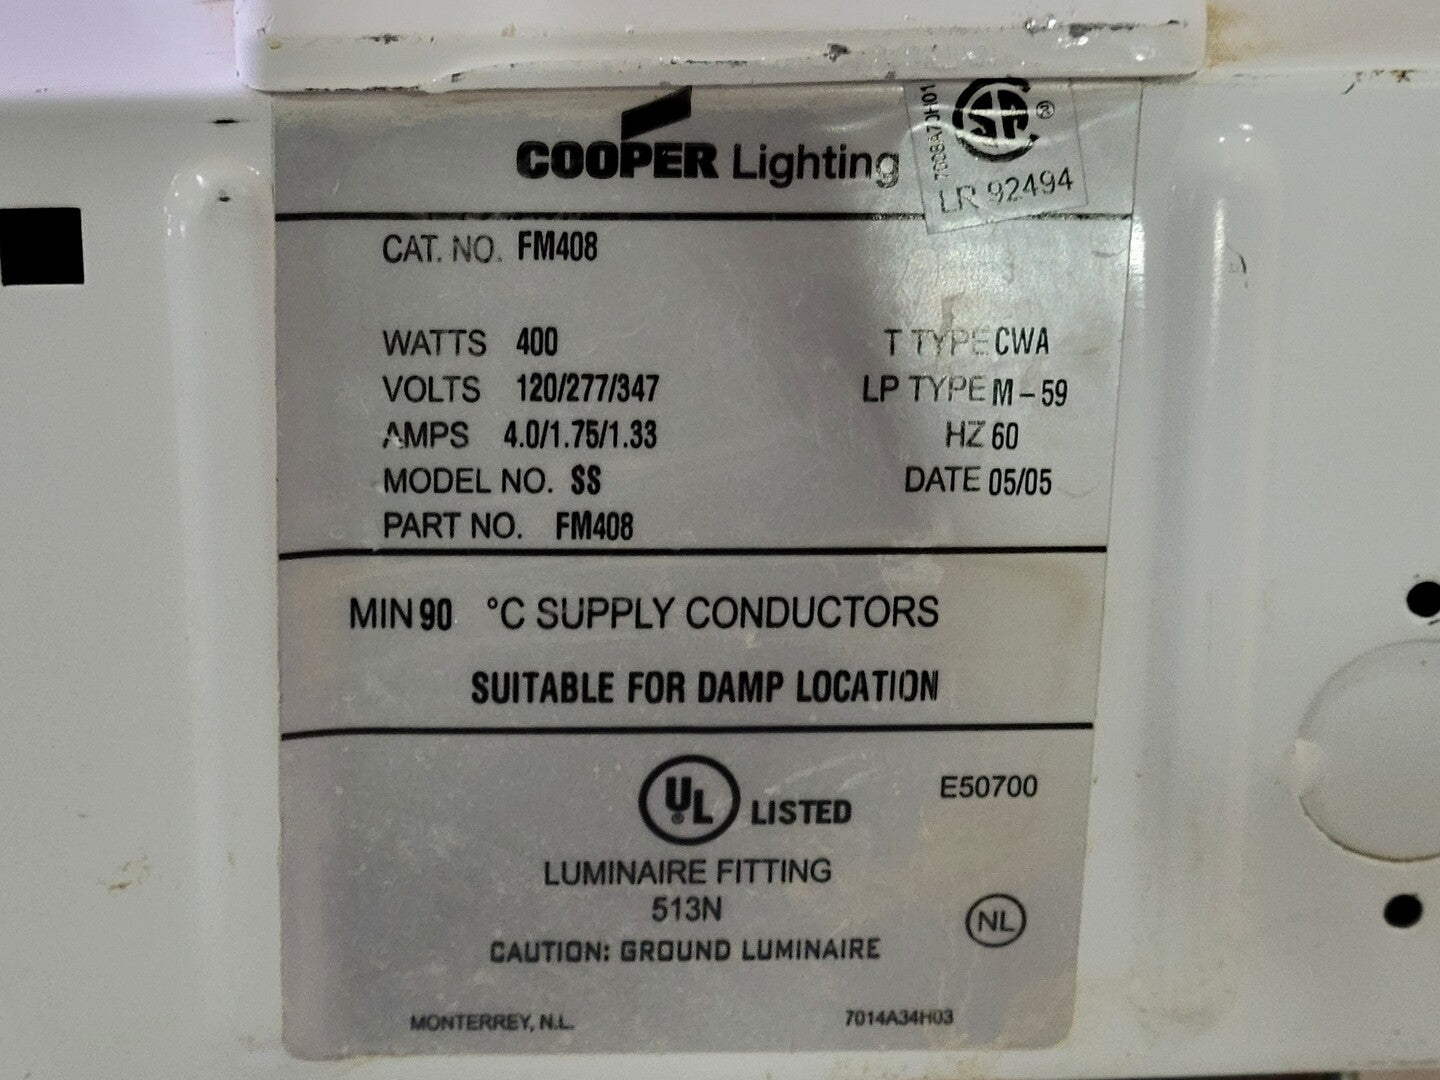 COOPER Lighting
7028A70H01
SP ®
LR 92494
CAT. NO. FM408
WATTS 400
T TYPE CWA
VOLTS 120/277/347
LP TYPE M-59
AMPS 4.0/1.75/1.33
HZ 60
MODEL NO. SS
DATE 05/05
PART NO. FM408
MIN 90 °C SUPPLY CONDUCTORS
SUITABLE FOR DAMP LOCATION
UL ® LISTED
E50700
LUMINAIRE FITTING
513N
NL
CAUTION: GROUND LUMINAIRE
MONTERREY, N.L.
7014A34H03